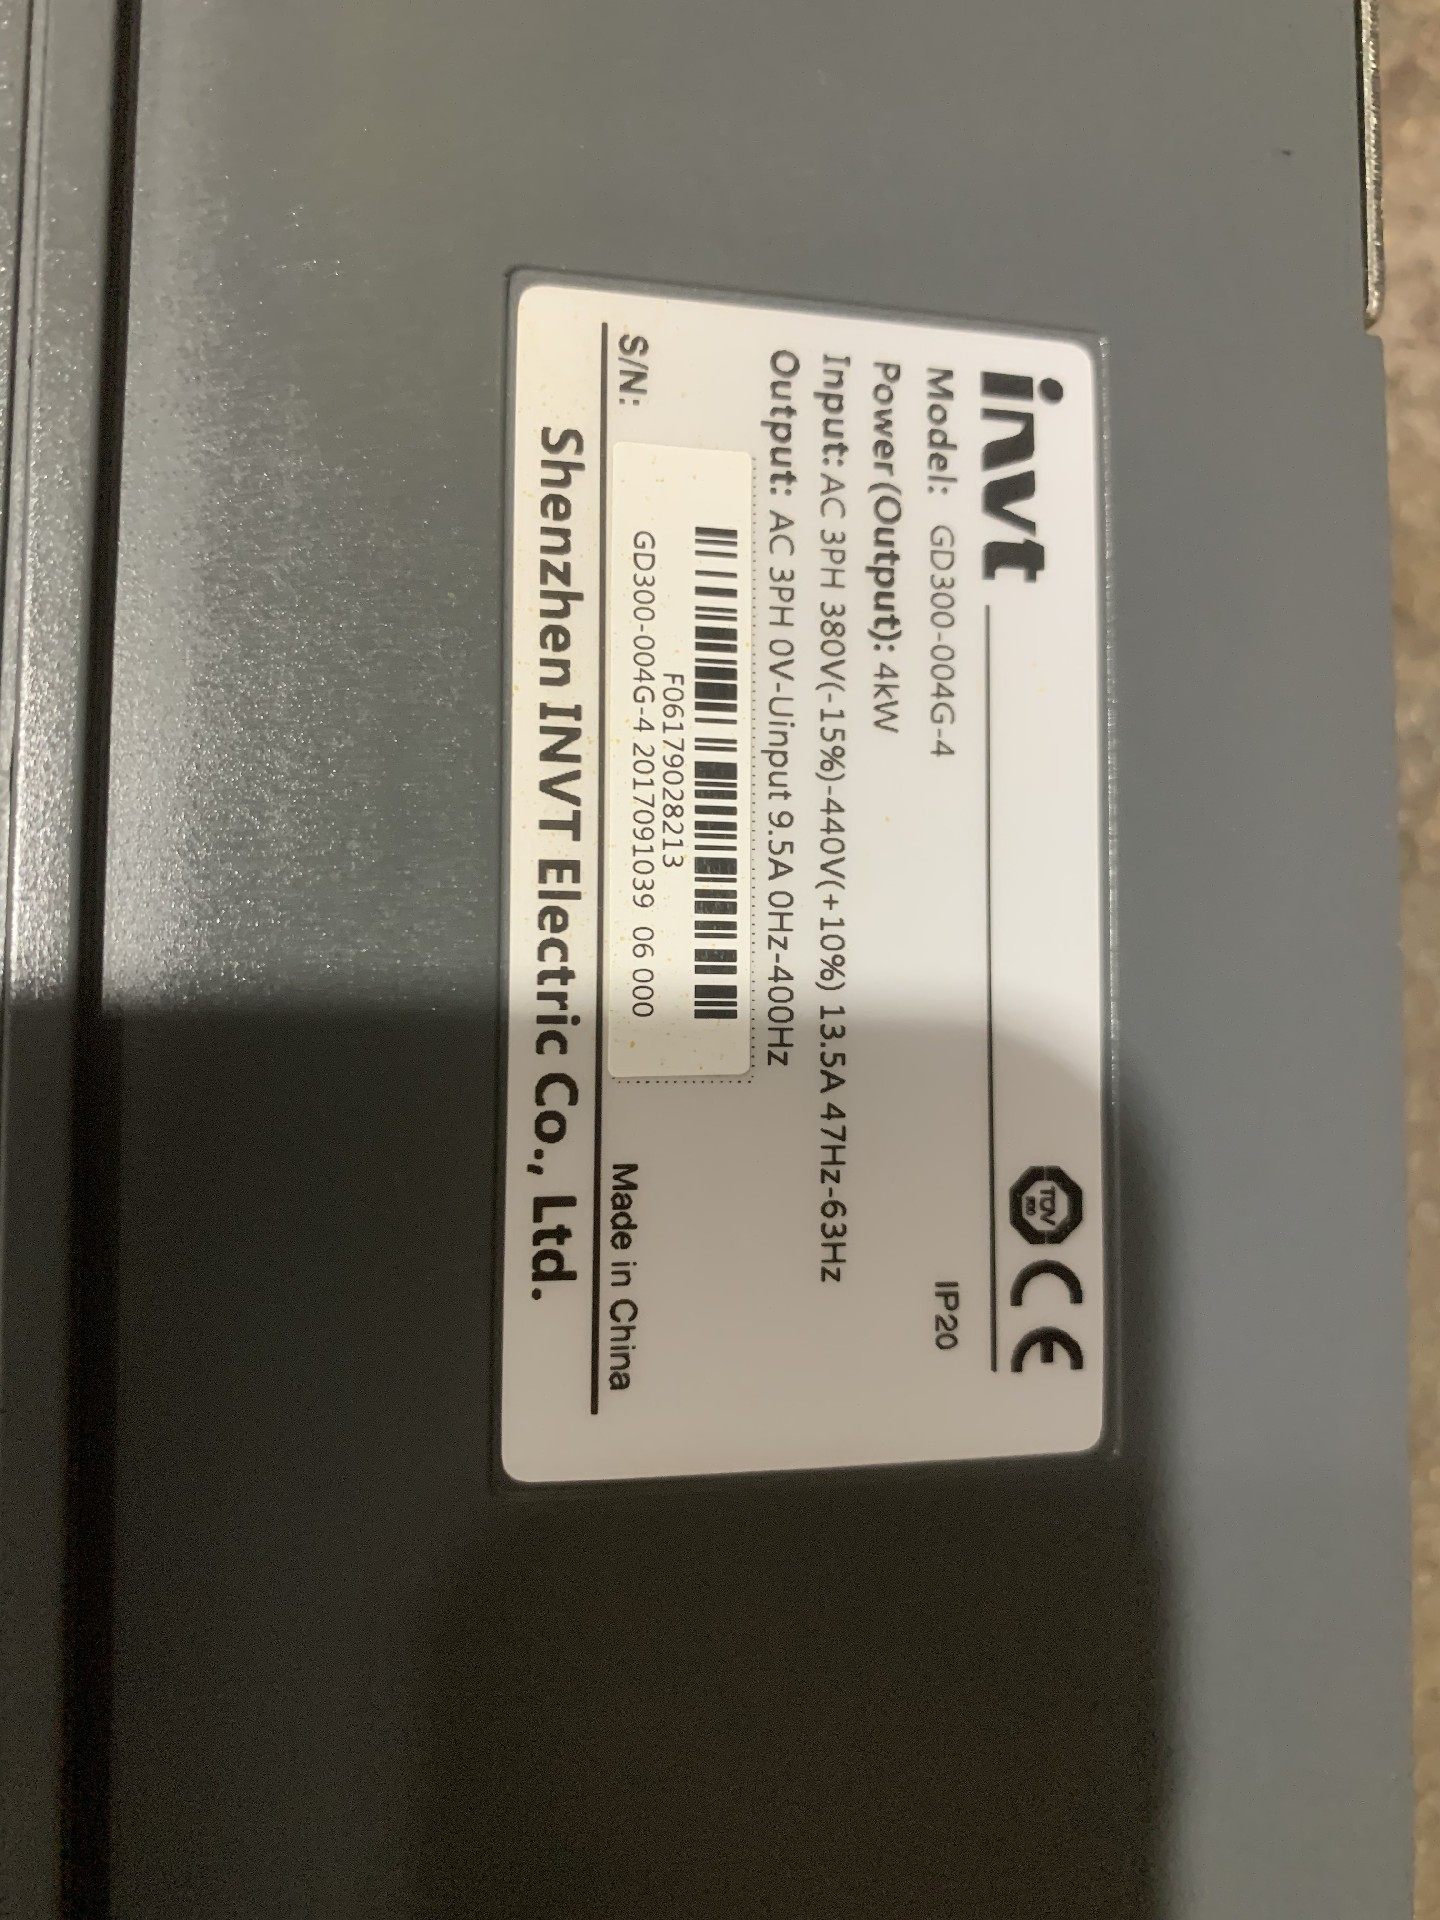 invt
TÜV
CE
Model: GD300-004G-4
IP20
Power(Output): 4kW
Input: AC 3PH 380V(-15%)-440V(+10%) 13.5A 47Hz-63Hz
Output: AC 3PH 0V-Uinput 9.5A 0Hz-400Hz
S/N:
F06179028213
GD300-004G-4 2017091039 06 000
Made in China
Shenzhen INVT Electric Co., Ltd.